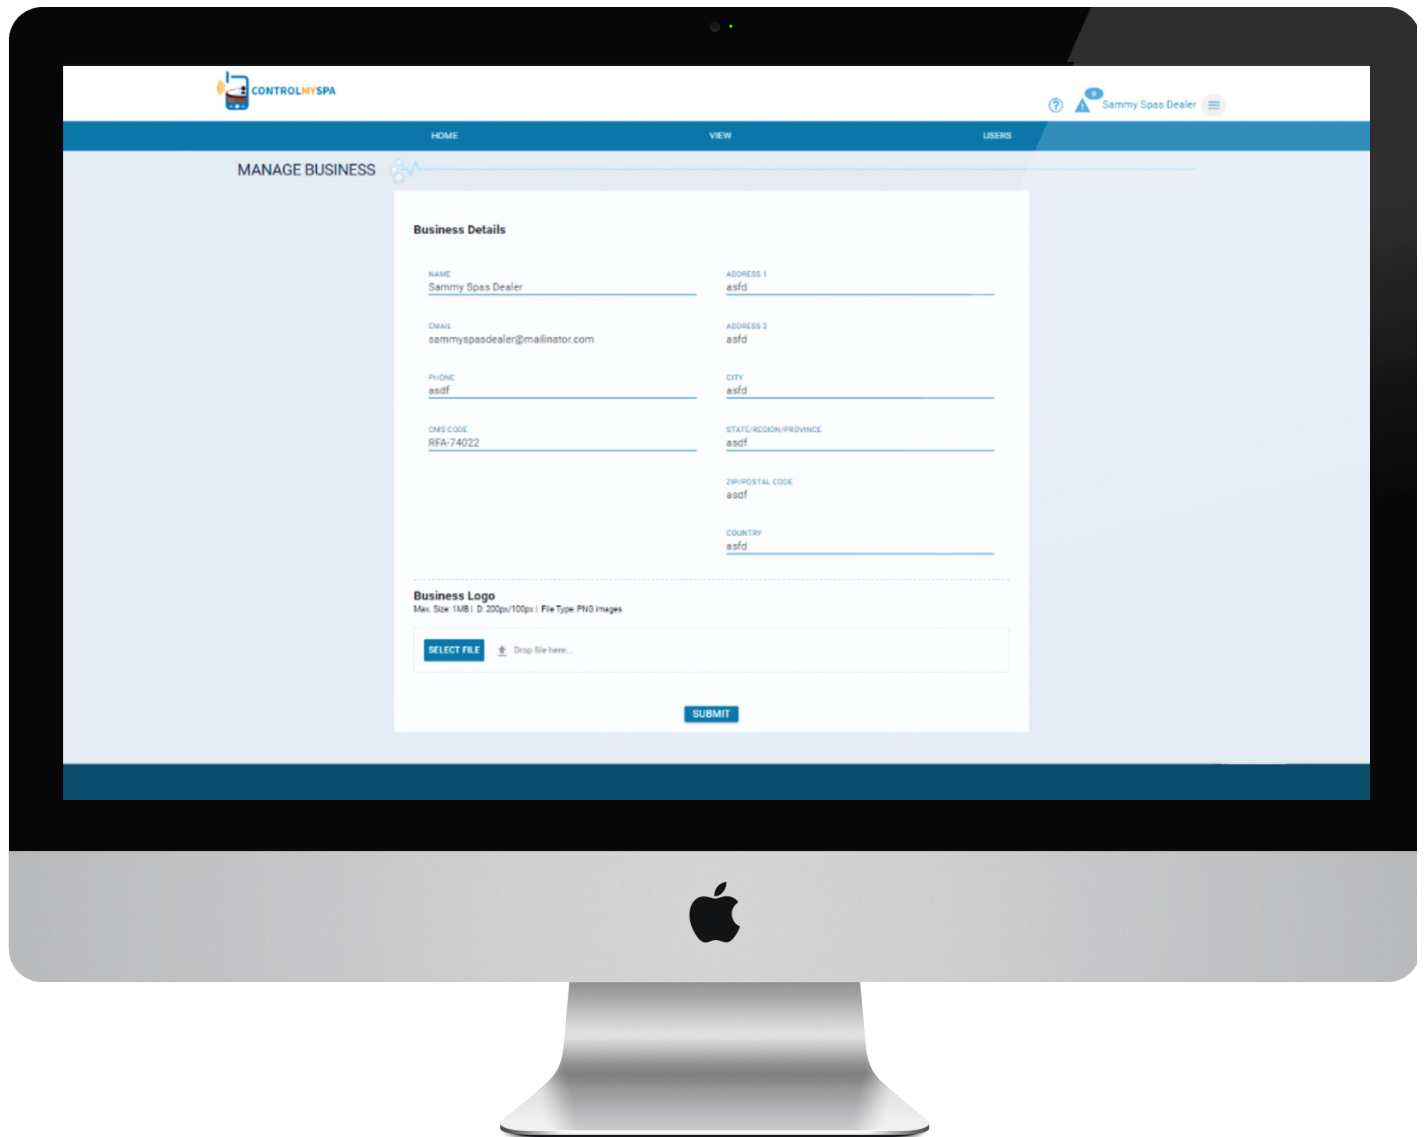 CONTROLMYSPA
Sammy Spas Dealer
HOME VIEW USERS
MANAGE BUSINESS
Business Details
NAME
Sammy Spas Dealer
ADDRESS 1
asfd
EMAIL
sammyspasdealer@mailinator.com
ADDRESS 2
asfd
PHONE
asdf
CITY
asfd
CMS CODE
RFA-74022
STATE/REGION/PROVINCE
asdf
ZIP/POSTAL CODE
asdf
COUNTRY
asfd
Business Logo
Max. Size: 1MB | D: 200px/100px | File Type: PNG images
SELECT FILE Drop file here...
SUBMIT